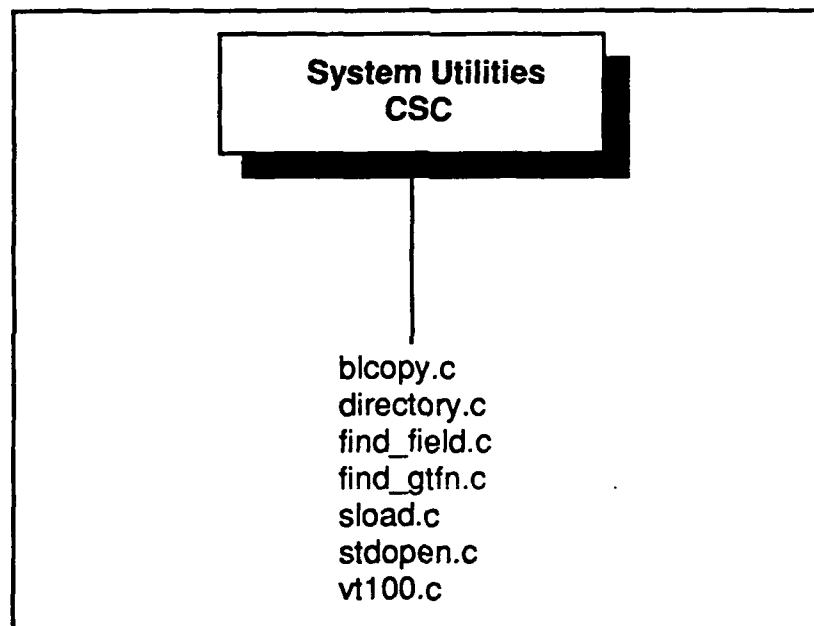 System Utilities
CSC
blcopy.c
directory.c
find_field.c
find_gtfn.c
sload.c
stdopen.c
vt100.c